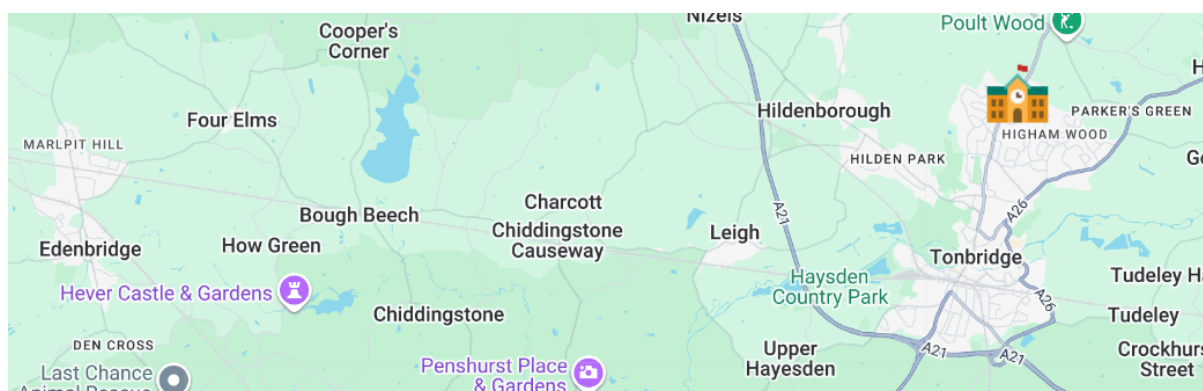 Nizels
Poult Wood
Cooper's
Corner
Four Elms
Hildenborough
PARKER'S GREEN
HIGHAM WOOD
MARLPIT HILL
HILDEN PARK
Charcott
A21
A26
Bough Beech
Chiddingstone
Causeway
Leigh
Edenbridge
How Green
Tonbridge
Haysden
Country Park
Tudeley
Hever Castle & Gardens
A26
Chiddingstone
Tudeley
DEN CROSS
Upper
Hayesden
A21
A21
Street
Last Chance
Penshurst Place
& Gardens